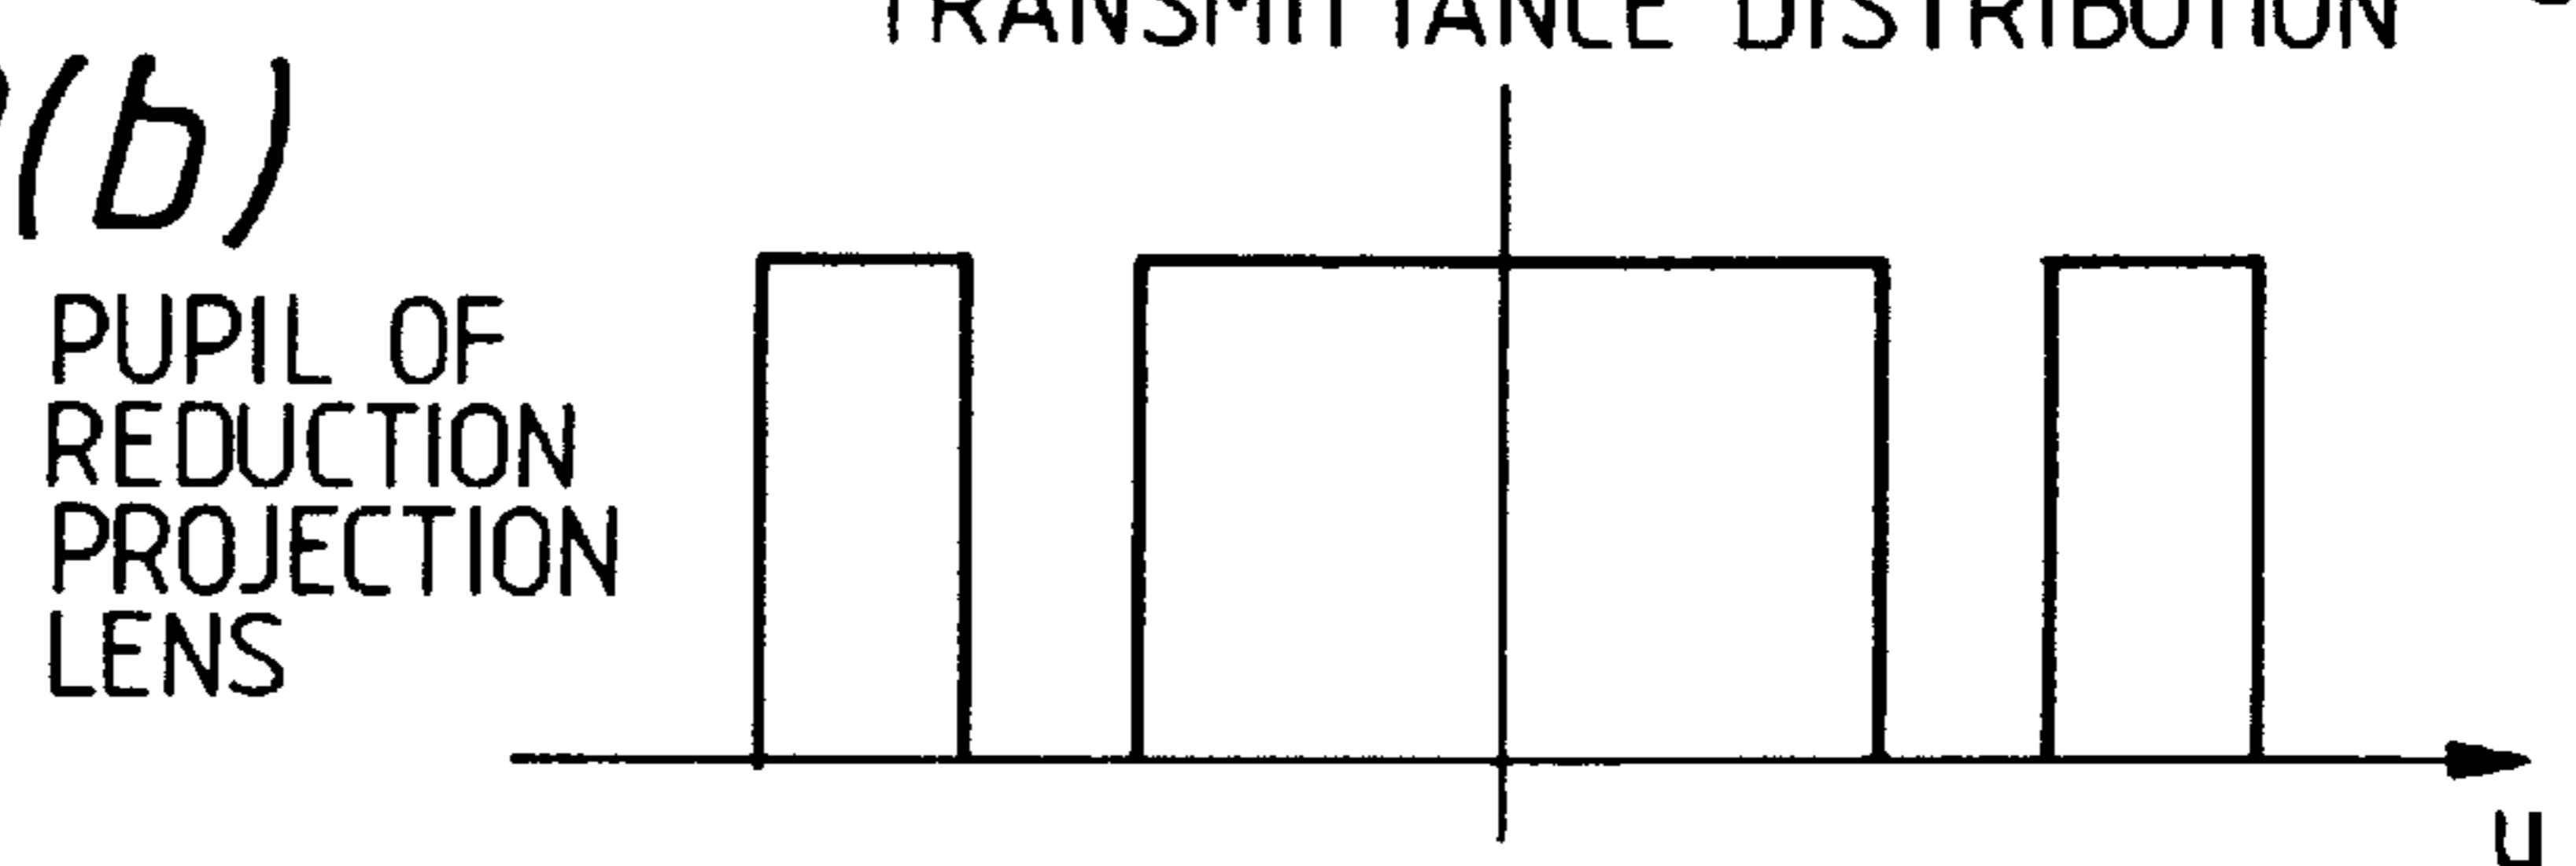 TRANSMITTANCE DISTRIBUTION
(b)
PUPIL OF
REDUCTION
PROJECTION
LENS
u